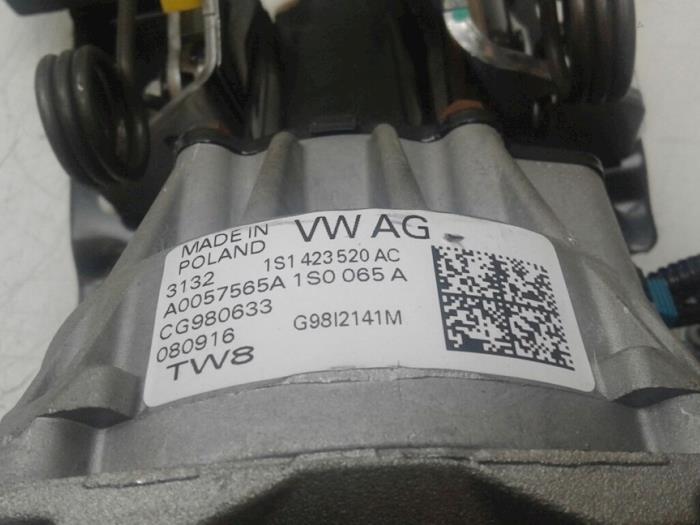 MADE IN
POLAND
VW AG
3132
1S1 423 520 AC
A0057565A 1S0 065 A
CG980633
080916
G98I2141M
TW8